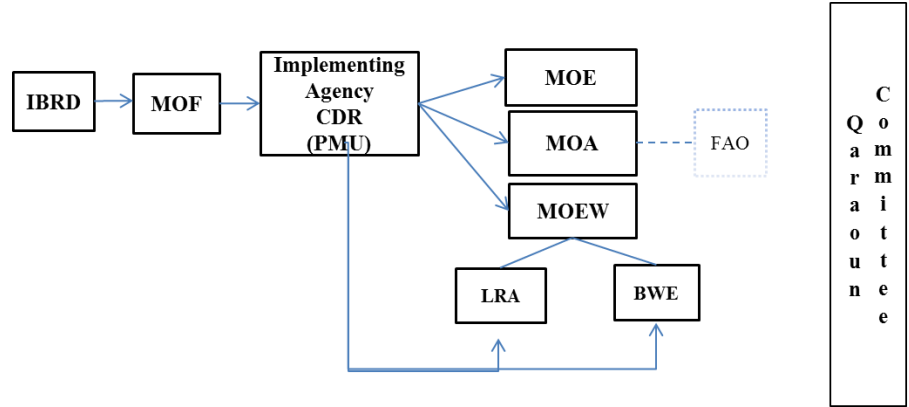 IBRD
MOF
Implementing
Agency
CDR
(PMU)
MOE
MOA
FAO
MOEW
LRA
BWE
Qaraoun
Committee